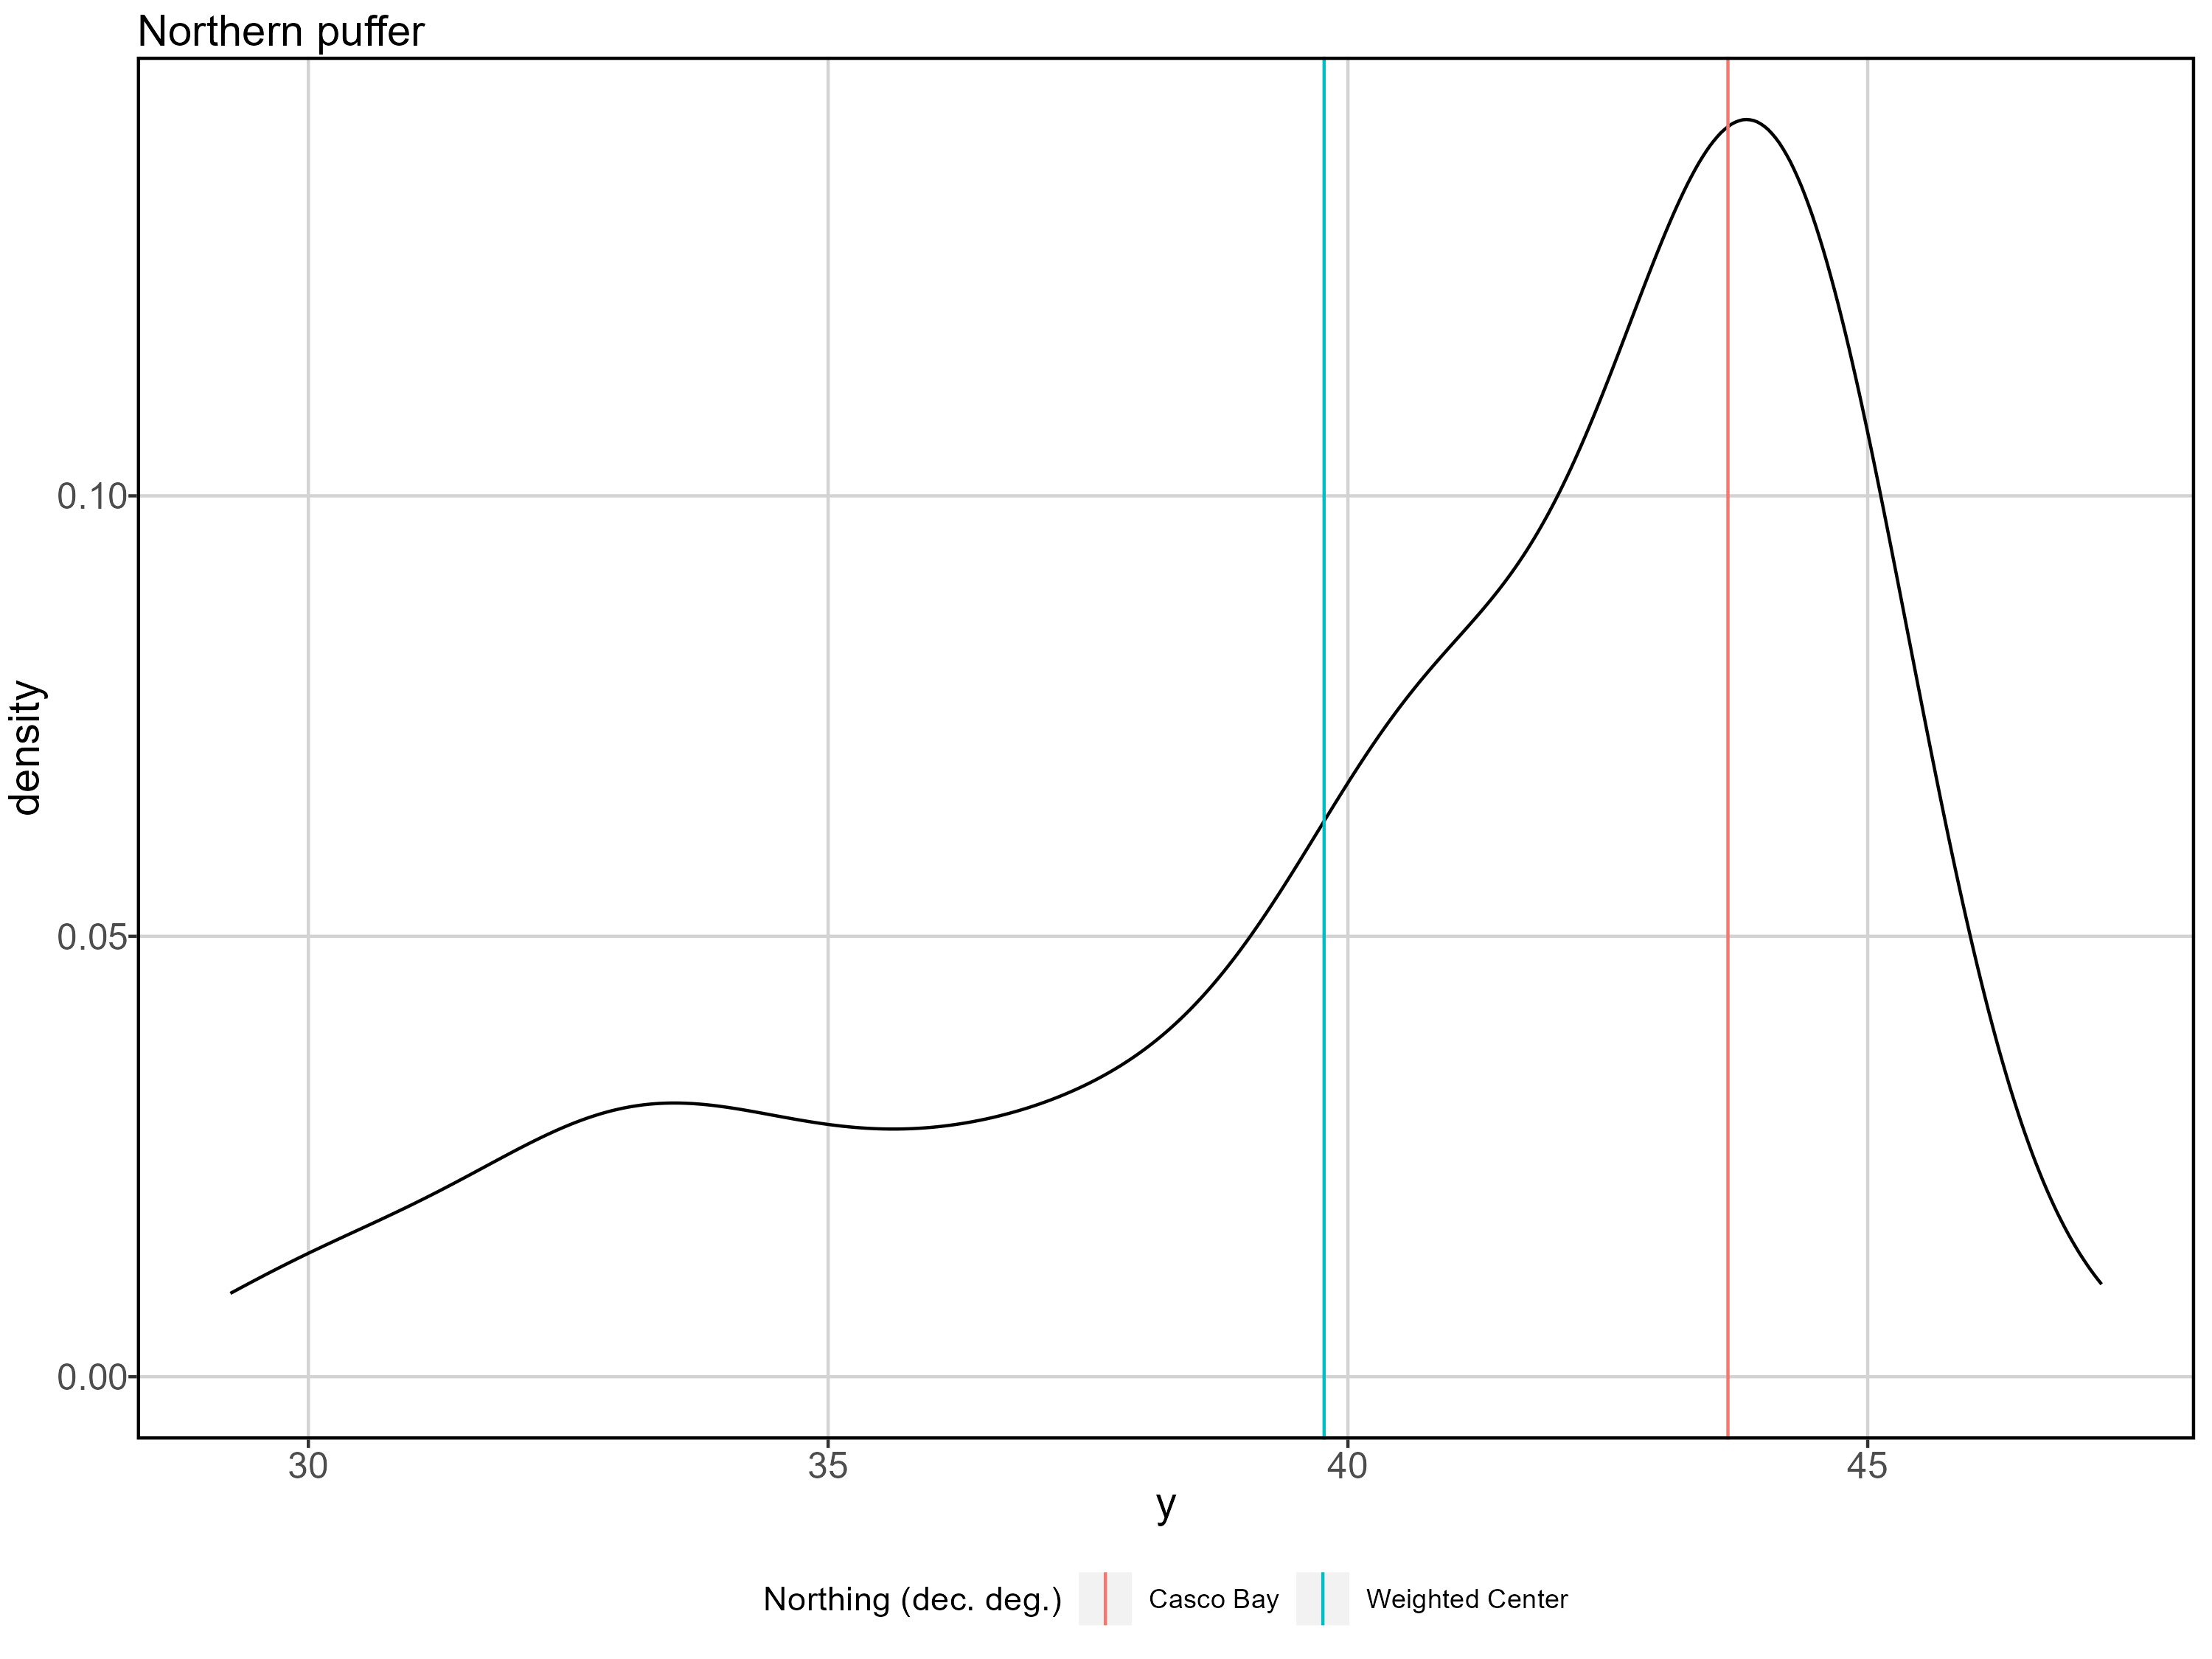 Northern puffer
density
0.10
0.05
0.00
30 35 40 45
y
Northing (dec. deg.) Casco Bay Weighted Center